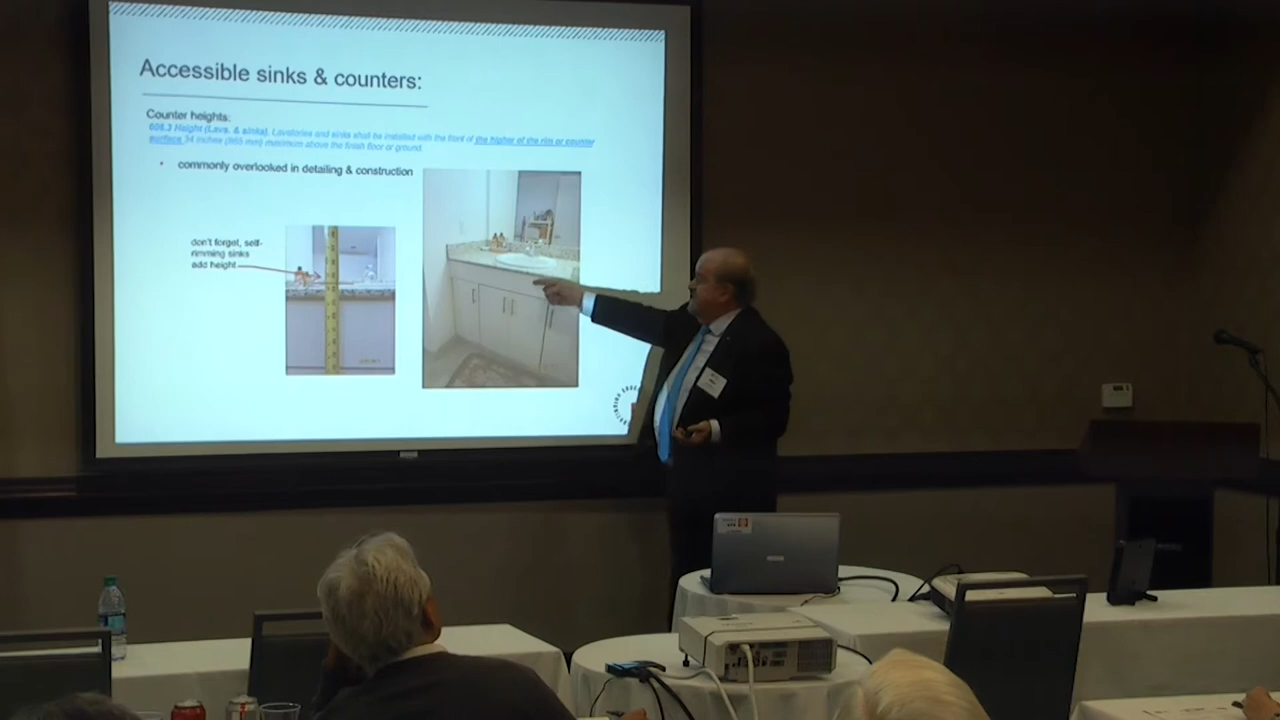 Accessible sinks & counters:
Counter heights:
606.3 Height (Lavs. & sinks). Lavatories and sinks shall be installed with the front of the higher of the rim or counter
surface 34 inches (865 mm) maximum above the finish floor or ground.
• commonly overlooked in detailing & construction
don't forget, self-
rimming sinks
add height